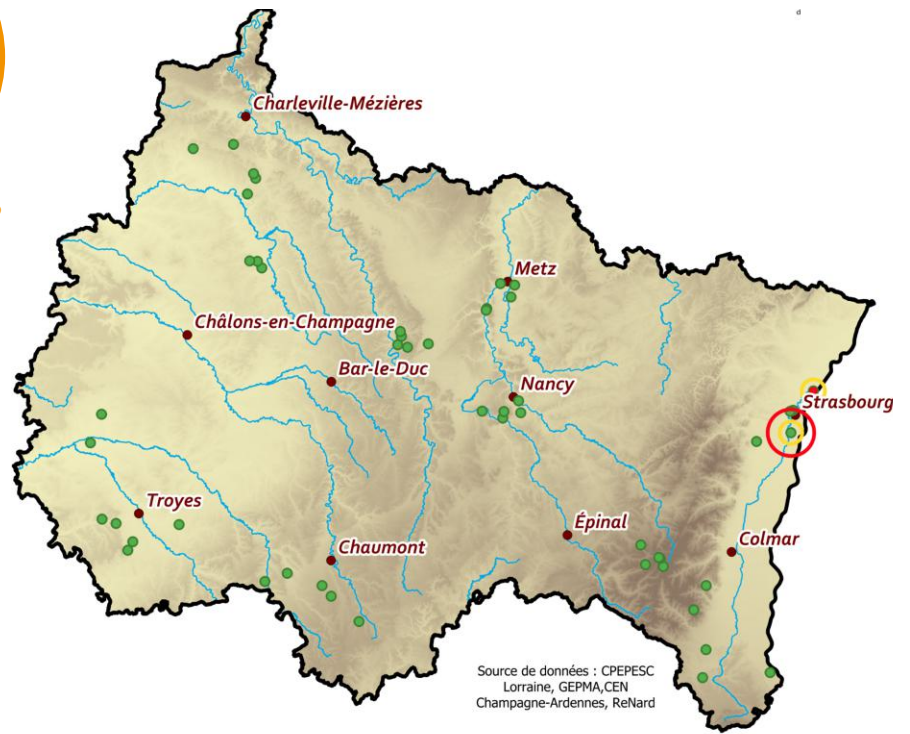 Charleville-Mézières
Metz
Châlons-en-Champagne
Bar-le-Duc
Nancy
Strasbourg
Troyes
Épinal
Chaumont
Colmar
Source de données : CPEPESC
Lorraine, GEPMA,CEN
Champagne-Ardennes, ReNard